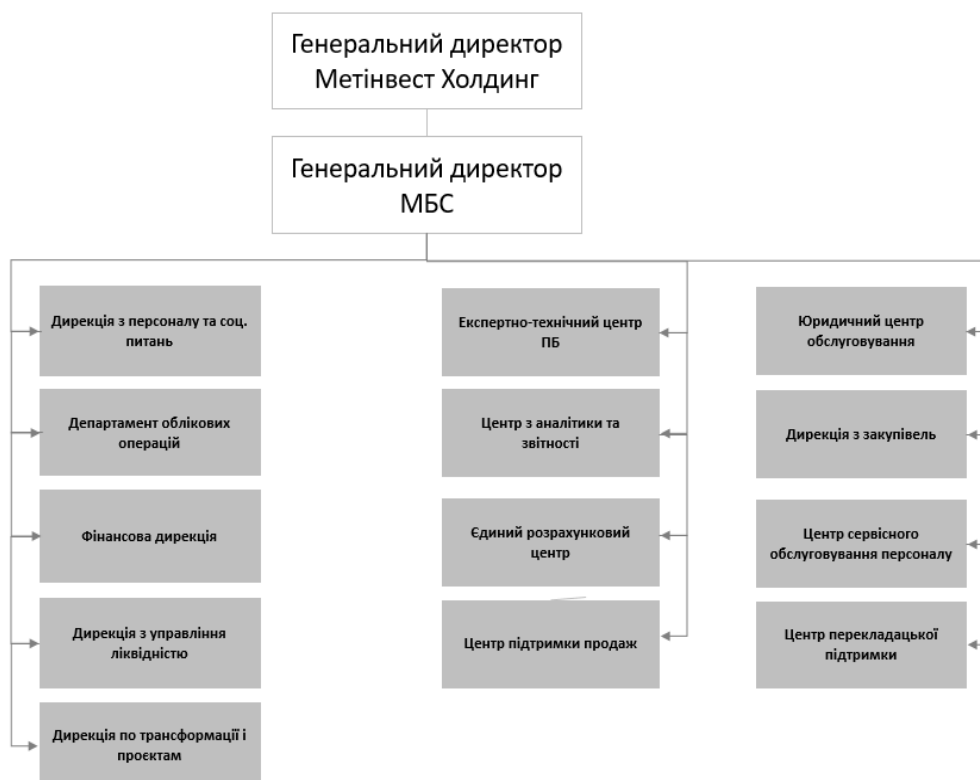 Генеральний директор
Метінвест Холдинг
Генеральний директор
МБС
Дирекція з персоналу та соц.
питань
Департамент облікових
операцій
Фінансова дирекція
Дирекція з управління
ліквідністю
Дирекція по трансформації і
проєктам
Експертно-технічний центр
ПБ
Центр з аналітики та
звітності
Єдиний розрахунковий
центр
Центр підтримки продаж
Юридичний центр
обслуговування
Дирекція з закупівель
Центр сервісного
обслуговування персоналу
Центр перекладацької
підтримки